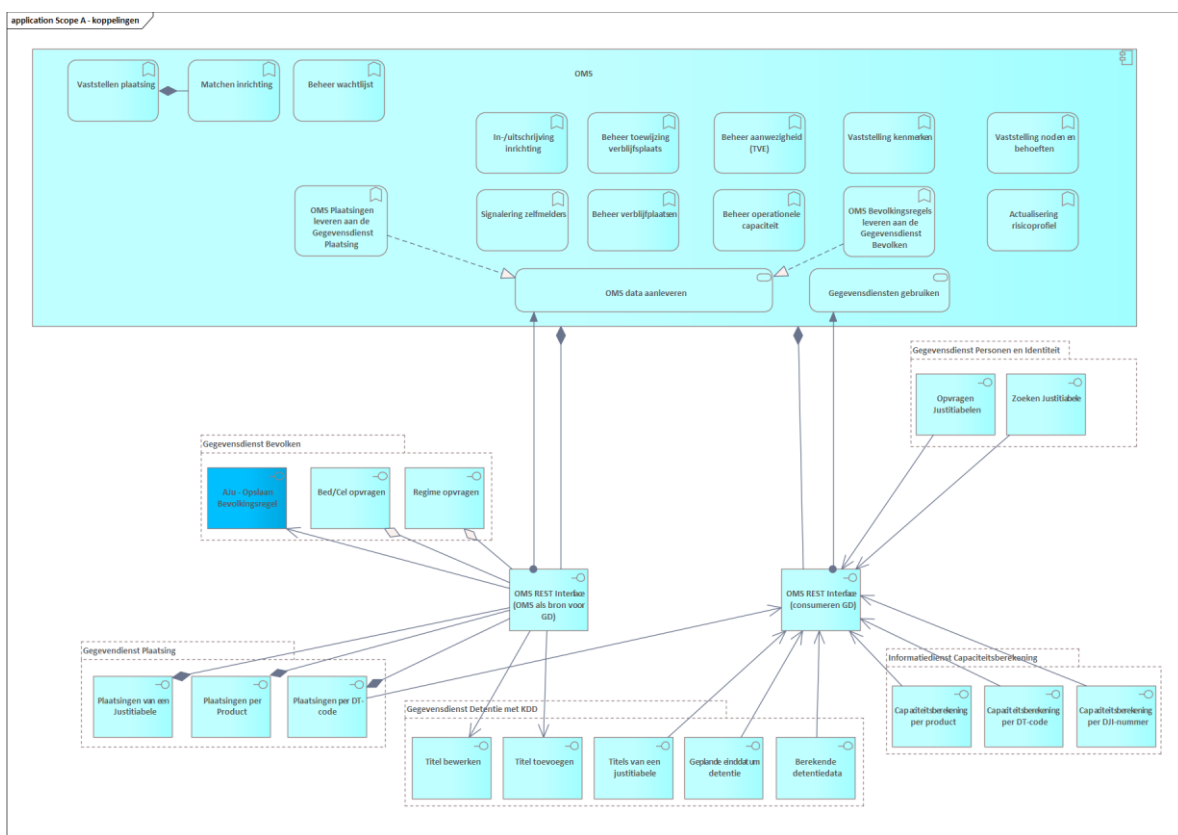 application Scope A - koppelingen
OMS
Vaststellen plaatsing
Matchen inrichting
Beheer wachtlijst
In-/uitschrijving
inrichting
Beheer toewijzing
verblijfsplaats
Beheer aanwezigheid
(TVE)
Vaststelling kenmerken
Vaststelling noden en
behoeften
OMS Plaatsingen
leveren aan de
Gegevensdienst
Plaatsing
Signalering zelfmelders
Beheer verblijfplaatsen
Beheer operationele
capaciteit
OMS Bevolkingsregels
leveren aan de
Gegevensdienst
Bevolken
Actualisering
risicoprofiel
OMS data aanleveren
Gegevensdiensten gebruiken
Gegevensdienst Personen en Identiteit
Opvragen
Justitiabelen
Zoeken Justitiabele
Gegevensdienst Bevolken
AJu - Opslaan
Bevolkingsregel
Bed/Cel opvragen
Regime opvragen
OMS REST Interface
(OMS als bron voor
GD)
OMS REST Interface
(consumeren GD)
Gegevensdienst Plaatsing
Plaatsingen van een
Justitiabele
Plaatsingen per
Product
Plaatsingen per DT-
code
Informatiedienst Capaciteitsberekening
Capaciteitsberekening
per product
Capaciteitsberekening
per DT-code
Capaciteitsberekening
per DJI-nummer
Gegevensdienst Detentie met KDD
Titel bewerken
Titel toevoegen
Titels van een
justitiabele
Geplande einddatum
detentie
Berekende
detentiedata